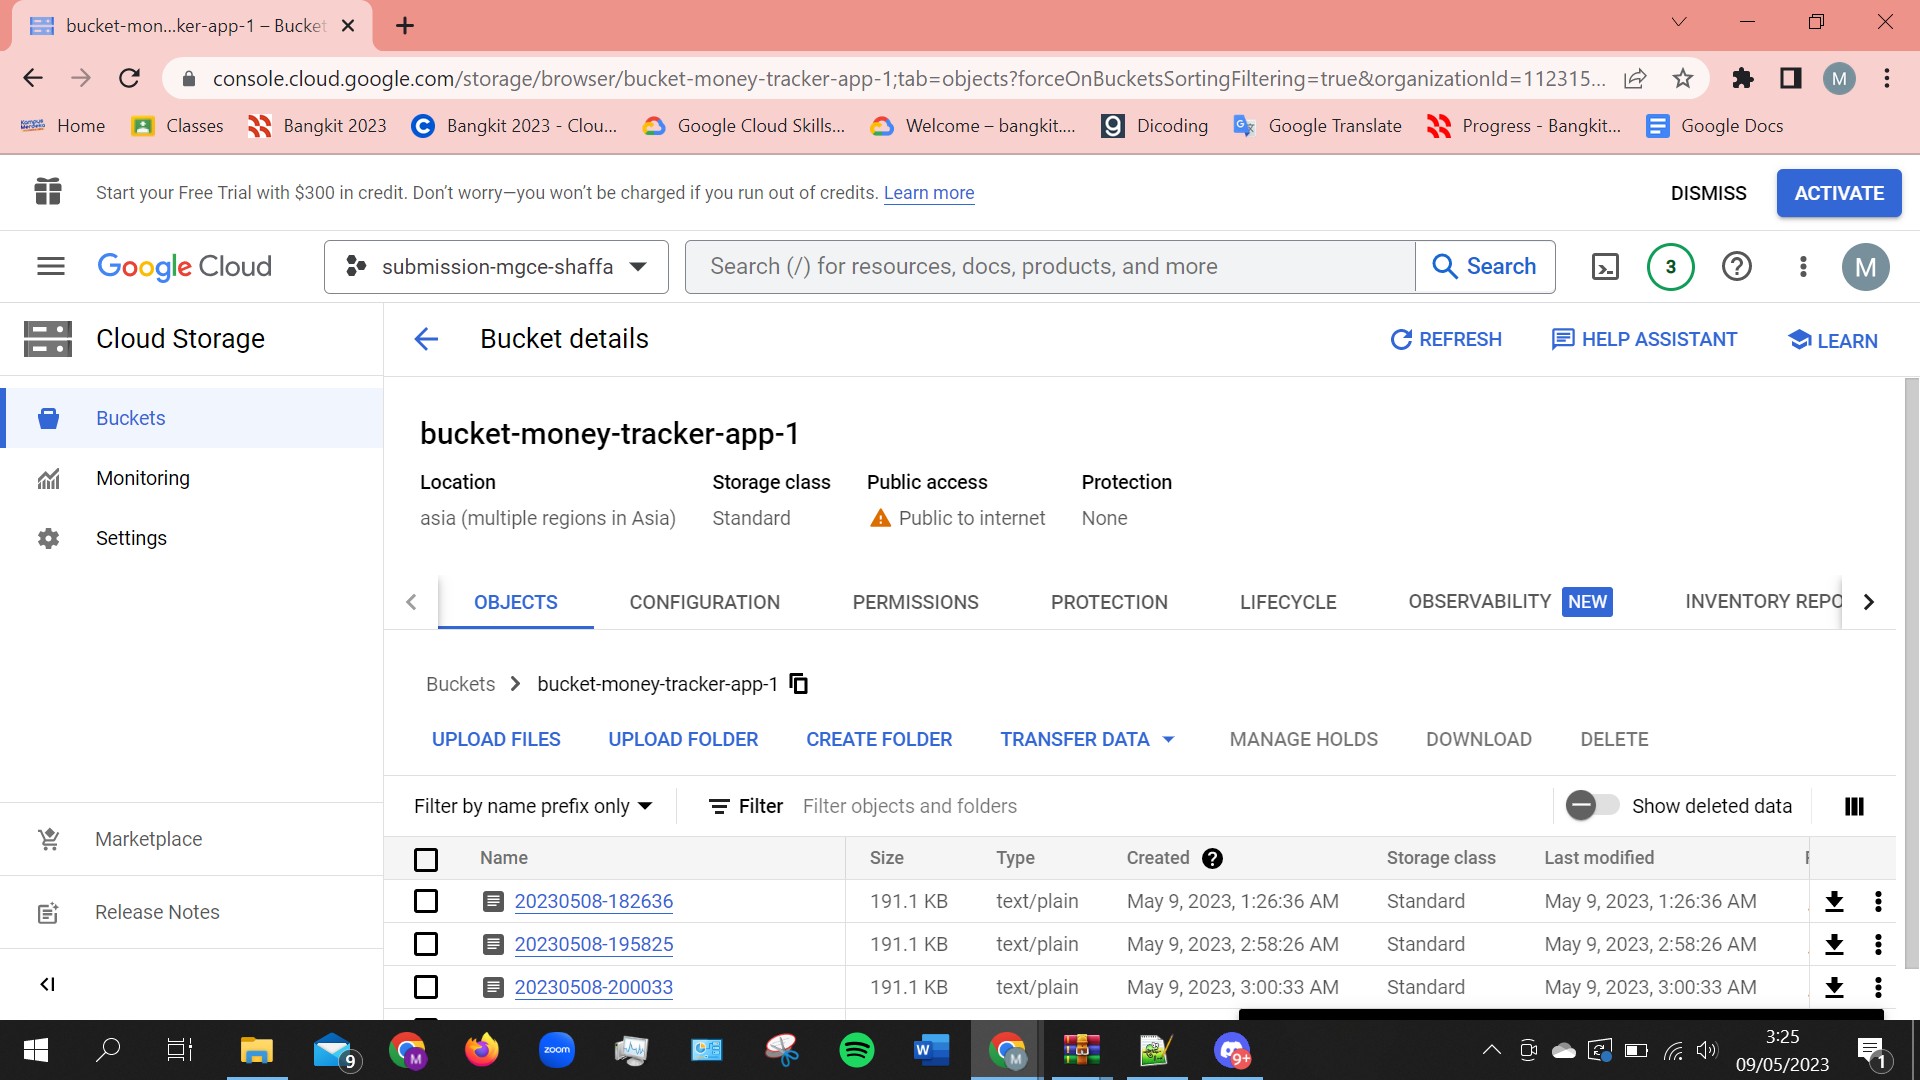 bucket-mon...ker-app-1 – Bucket
console.cloud.google.com/storage/browser/bucket-money-tracker-app-1;tab=objects?forceOnBucketsSortingFiltering=true&organizationId=112315...
M
Kampus Merdeka Home Classes Bangkit 2023 Bangkit 2023 - Clou... Google Cloud Skills... Welcome – bangkit.... Dicoding Google Translate Progress - Bangkit... Google Docs
Start your Free Trial with $300 in credit. Don't worry—you won't be charged if you run out of credits. Learn more DISMISS ACTIVATE
Google Cloud submission-mgce-shaffa Search (/) for resources, docs, products, and more Search 3 M
Cloud Storage
Buckets
Monitoring
Settings
Marketplace
Release Notes
Bucket details REFRESH HELP ASSISTANT LEARN
bucket-money-tracker-app-1
Location Storage class Public access Protection
asia (multiple regions in Asia) Standard Public to internet None
OBJECTS CONFIGURATION PERMISSIONS PROTECTION LIFECYCLE OBSERVABILITY NEW INVENTORY REPO
Buckets > bucket-money-tracker-app-1
UPLOAD FILES UPLOAD FOLDER CREATE FOLDER TRANSFER DATA MANAGE HOLDS DOWNLOAD DELETE
Filter by name prefix only Filter Filter objects and folders Show deleted data
Name Size Type Created Storage class Last modified
20230508-182636 191.1 KB text/plain May 9, 2023, 1:26:36 AM Standard May 9, 2023, 1:26:36 AM
20230508-195825 191.1 KB text/plain May 9, 2023, 2:58:26 AM Standard May 9, 2023, 2:58:26 AM
20230508-200033 191.1 KB text/plain May 9, 2023, 3:00:33 AM Standard May 9, 2023, 3:00:33 AM
9 M zoom W M 9+ 3:25 1
09/05/2023